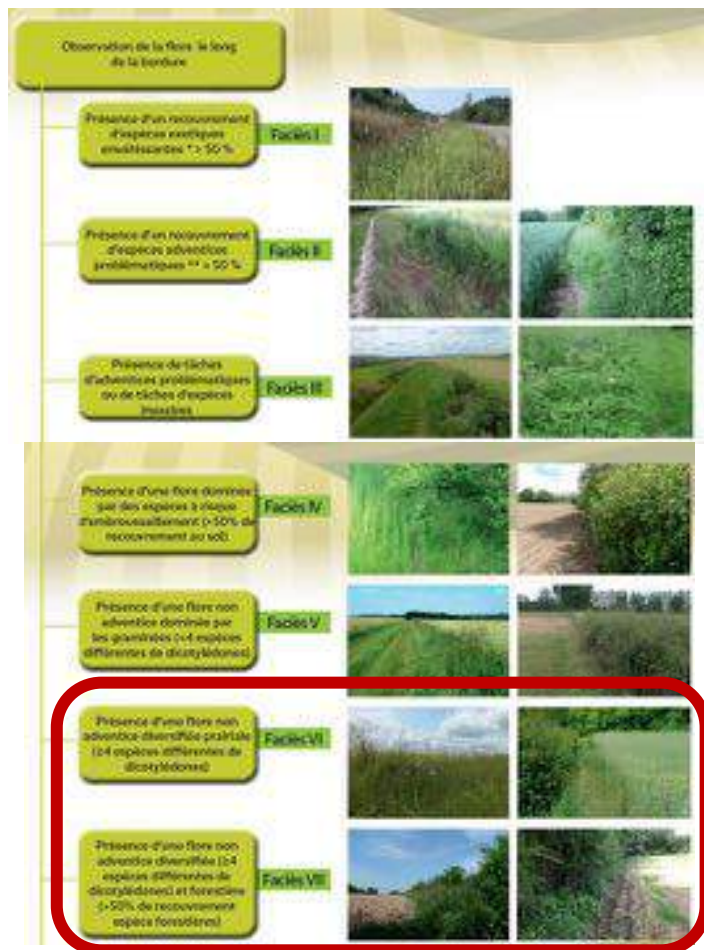 Observation de la flore le long
de la bordure
Présence d'un recouvrement
d'espèces exotiques
envahissantes * > 50 %
Faciès I
Présence d'un recouvrement
d'espèces adventices
problématiques ** > 50 %
Faciès II
Présence de tâches
d'adventices problématiques
ou de tâches d'espèces
Faciès III
Présence d'une flore dominée
par des espèces à risque
d'embroussaillement (>50% de
recouvrement au sol)
Faciès IV
Présence d'une flore non
adventice dominée par
les graminées (<4 espèces
différentes de dicotylédones)
Faciès V
Présence d'une flore non
adventice diversifiée prairiale
(≥4 espèces différentes de
dicotylédones)
Faciès VI
Présence d'une flore non
adventice diversifiée (≥4
espèces différentes de
dicotylédones) et forestière
(>50% de recouvrement
espèce forestières)
Faciès VII